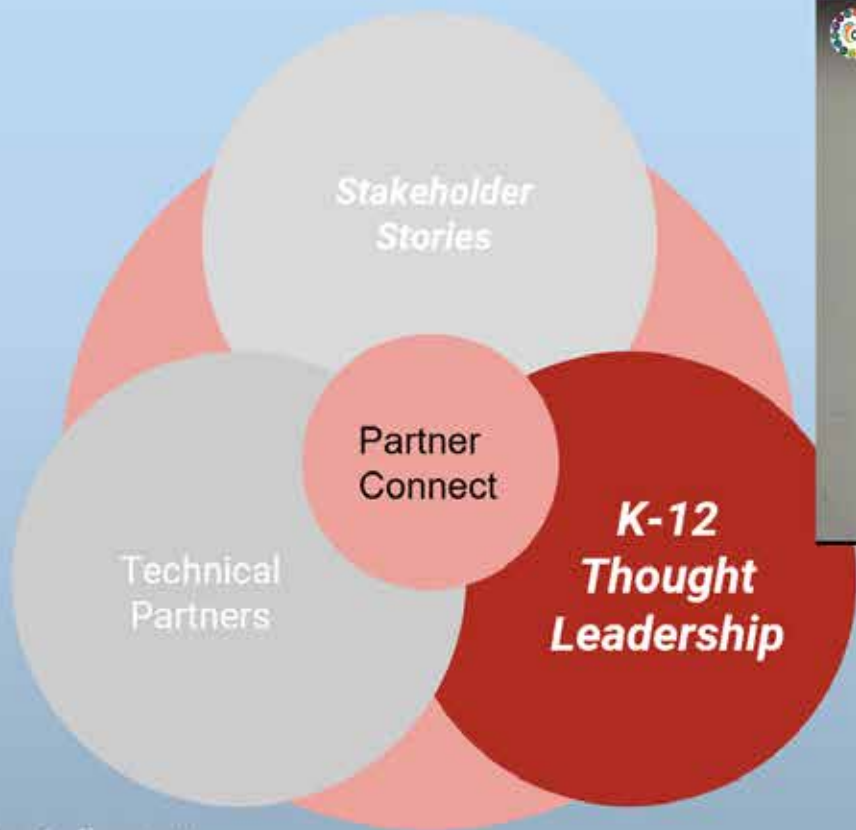 Stakeholder
Stories
Partner
Connect
Technical
Partners
K-12
Thought
Leadership